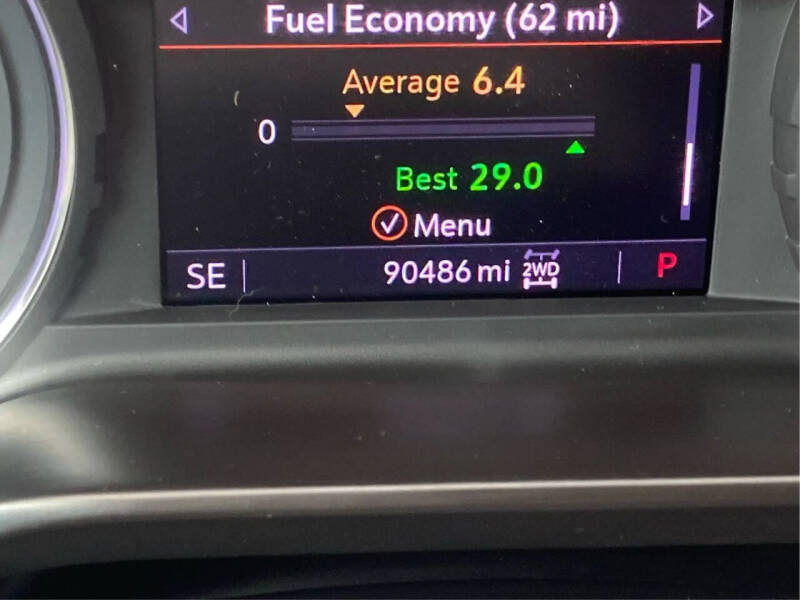 Fuel Economy (62 mi)
Average 6.4
0
Best 29.0
Menu
SE 90486 mi 2WD P